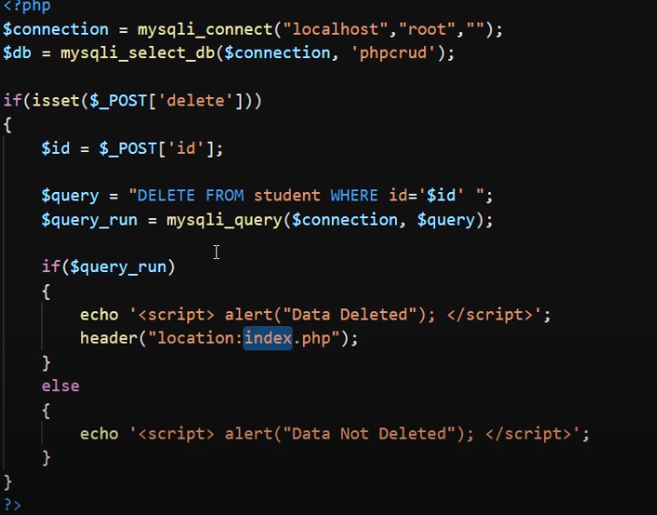 <?php
$connection = mysqli_connect("localhost","root","");
$db = mysqli_select_db($connection, 'phpcrud');
if(isset($_POST['delete']))
{
$id = $_POST['id'];
$query = "DELETE FROM student WHERE id='$id' ";
$query_run = mysqli_query($connection, $query);
if($query_run)
{
echo '<script> alert("Data Deleted"); </script>';
header("location:index.php");
}
else
{
echo '<script> alert("Data Not Deleted"); </script>';
}
}
?>